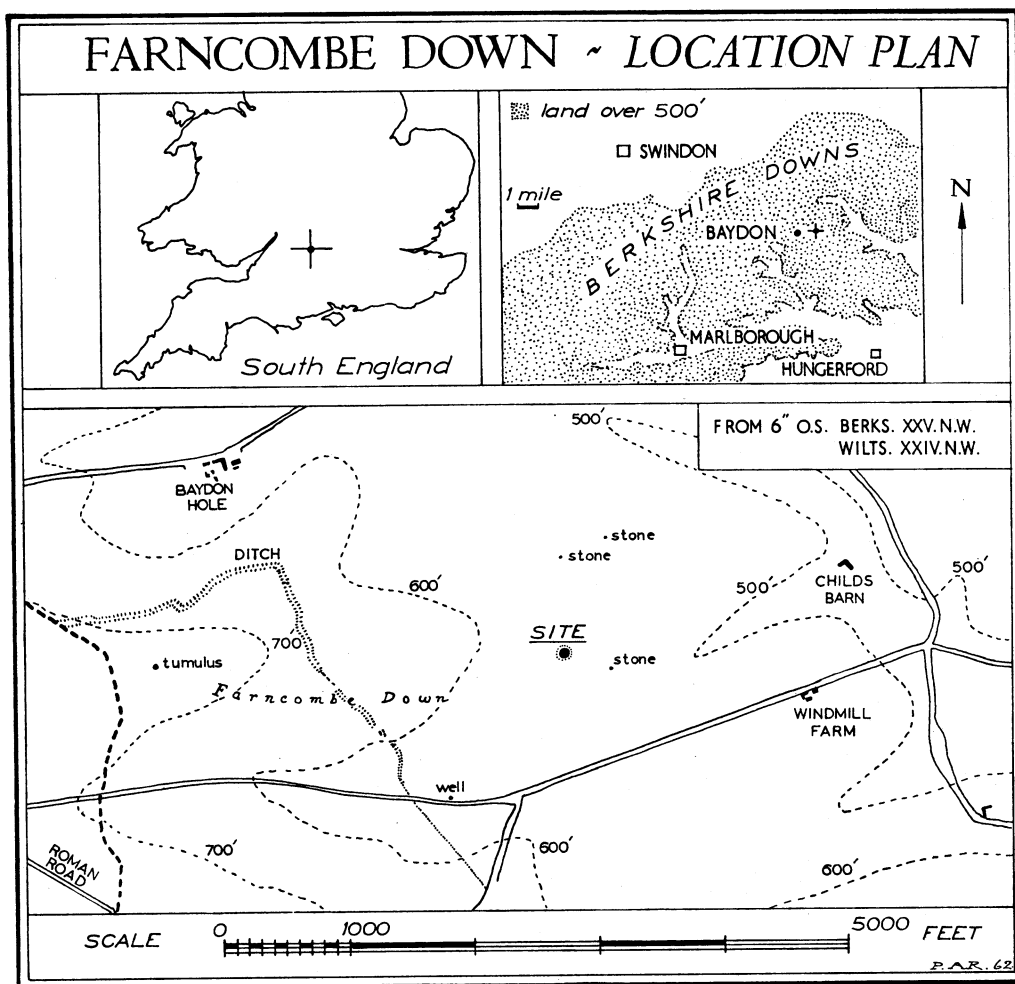 FARNCOMBE DOWN ~ LOCATION PLAN
South England
land over 500'
SWINDON
1 mile
BERKSHIRE DOWNS
BAYDON
MARLBOROUGH
HUNGERFORD
N
FROM 6" O.S. BERKS. XXV.N.W.
WILTS. XXIV.N.W.
500'
BAYDON
HOLE
DITCH
stone
stone
600'
500'
CHILDS
BARN
500'
700'
SITE
tumulus
stone
Farncombe Down
WINDMILL
FARM
well
ROMAN
ROAD
700'
600'
600'
SCALE
0
1000
5000
FEET
P.A.R. 62